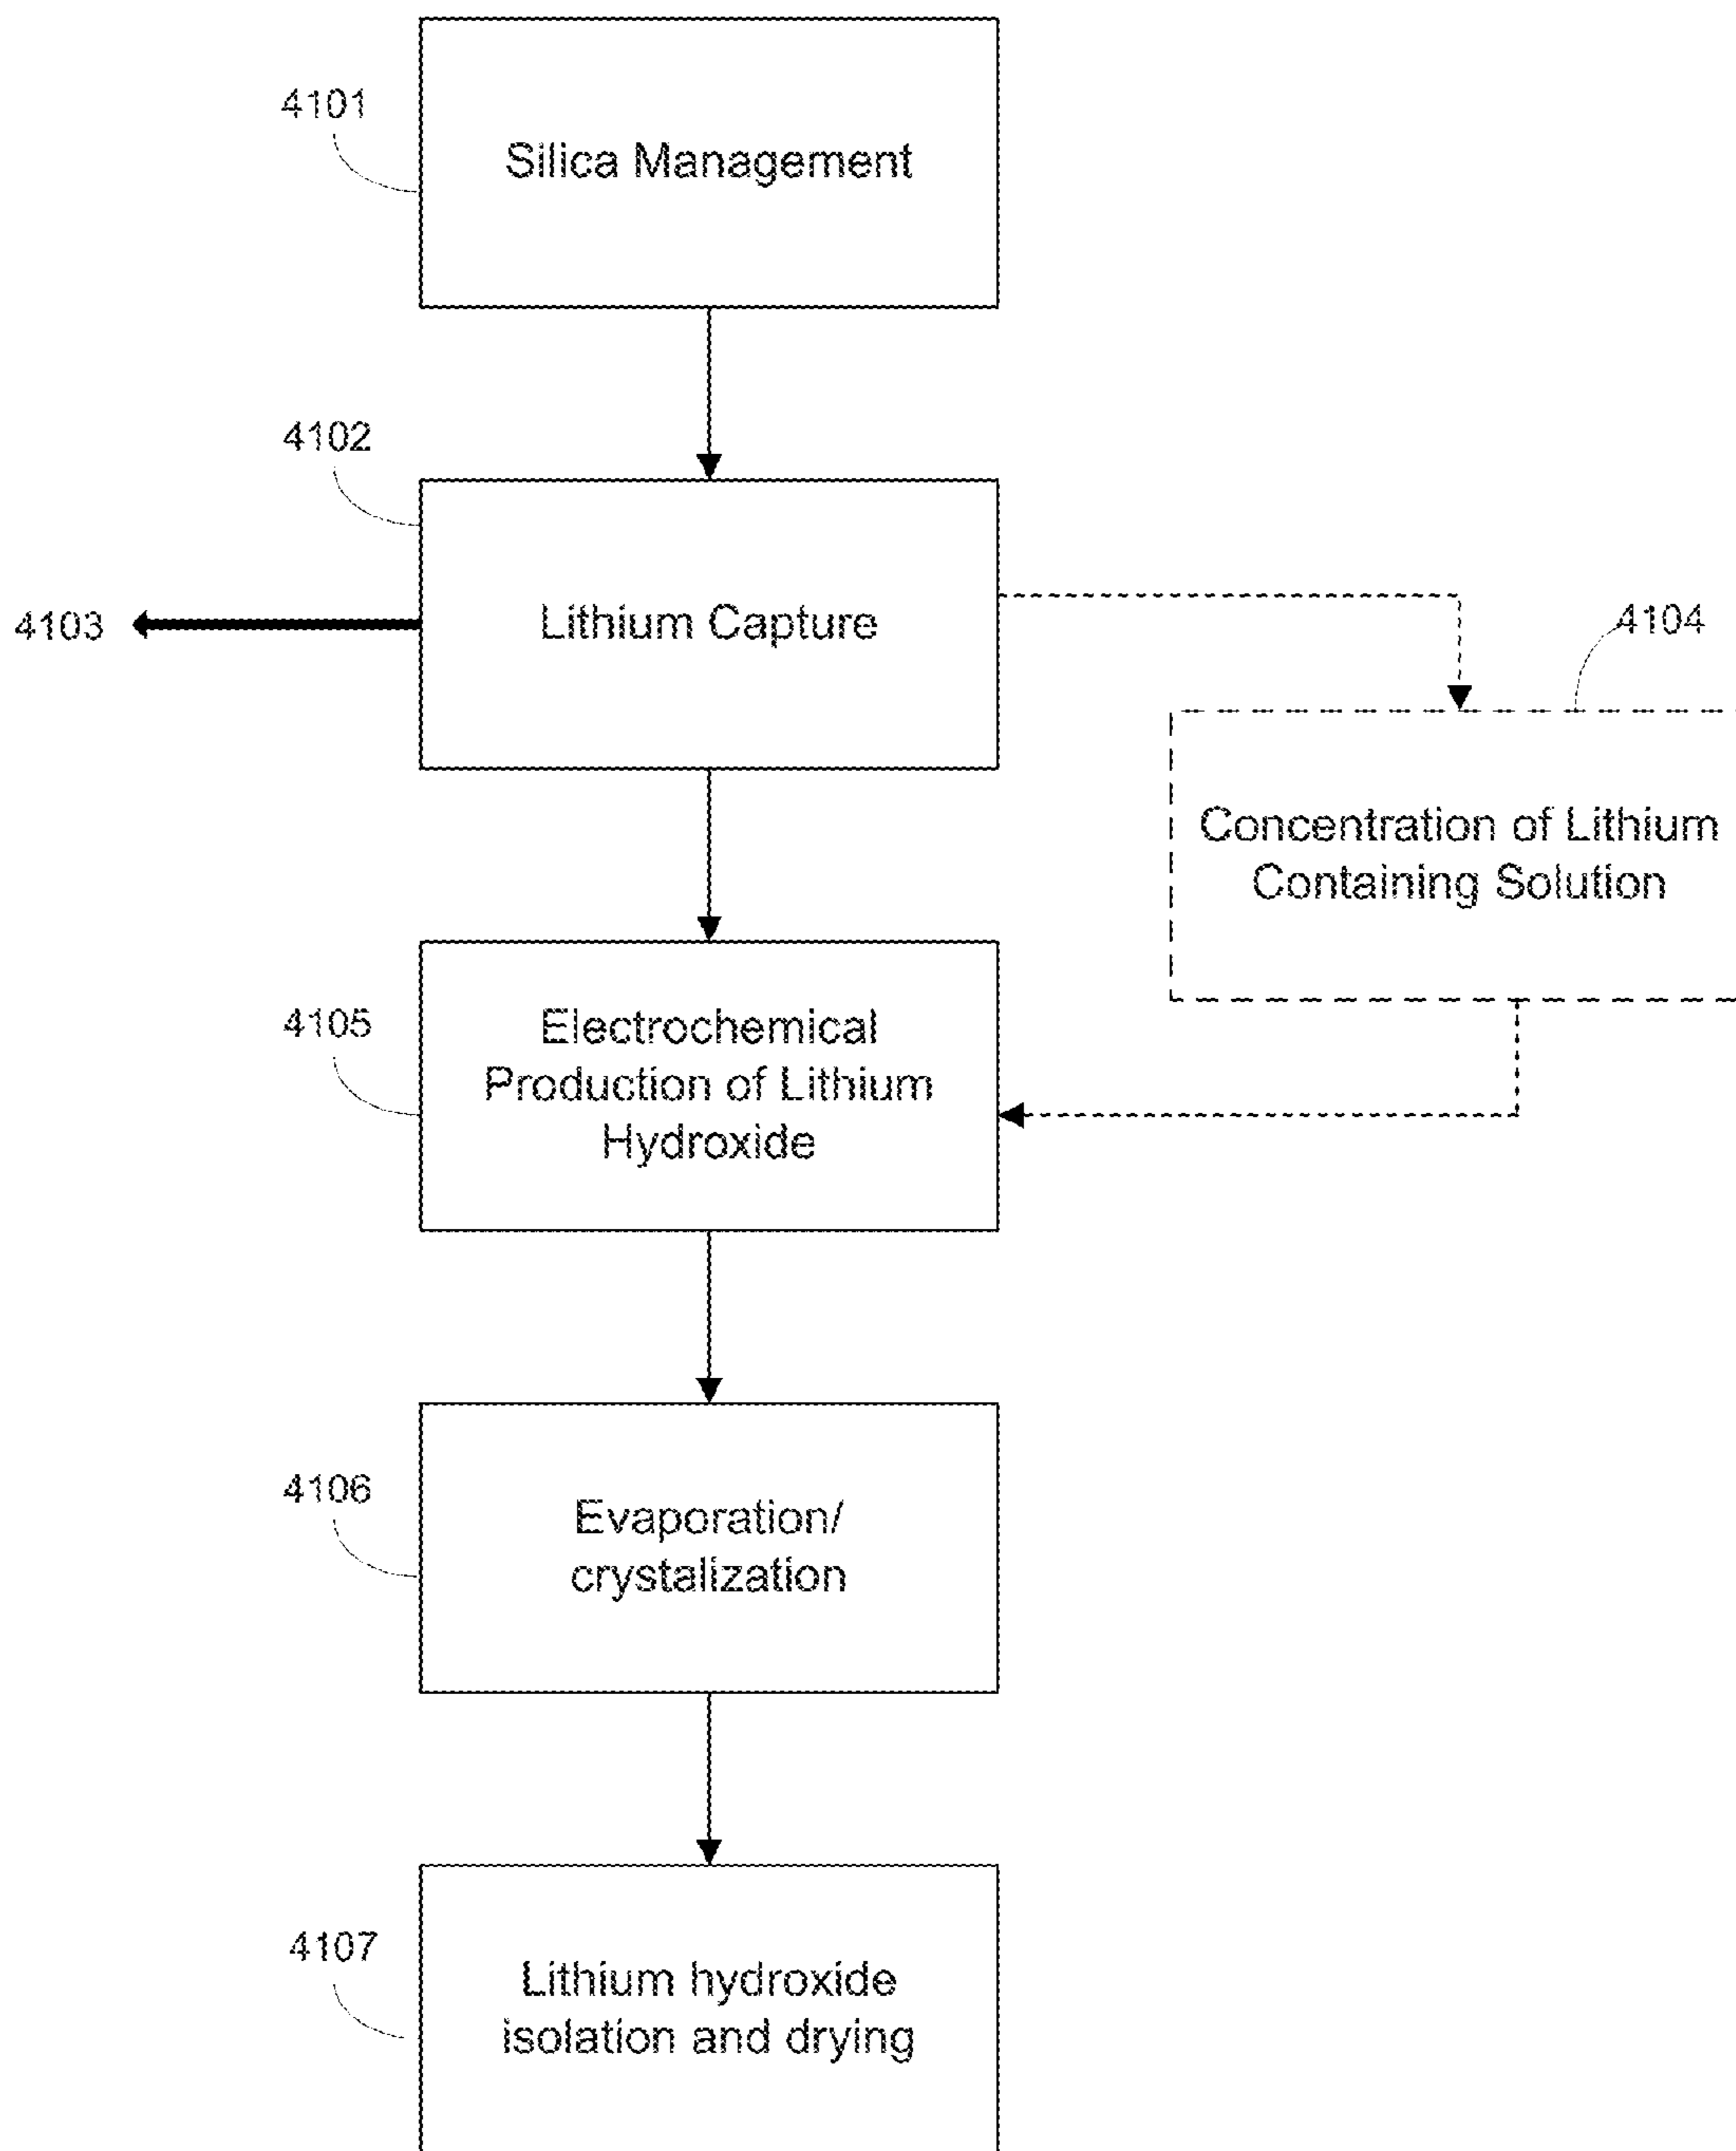 4101
Silica Management
4102
Lithium Capture
4103
4104
Concentration of Lithium
Containing Solution
4105
Electrochemical
Production of Lithium
Hydroxide
4106
Evaporation/
crystalization
4107
Lithium hydroxide
isolation and drying